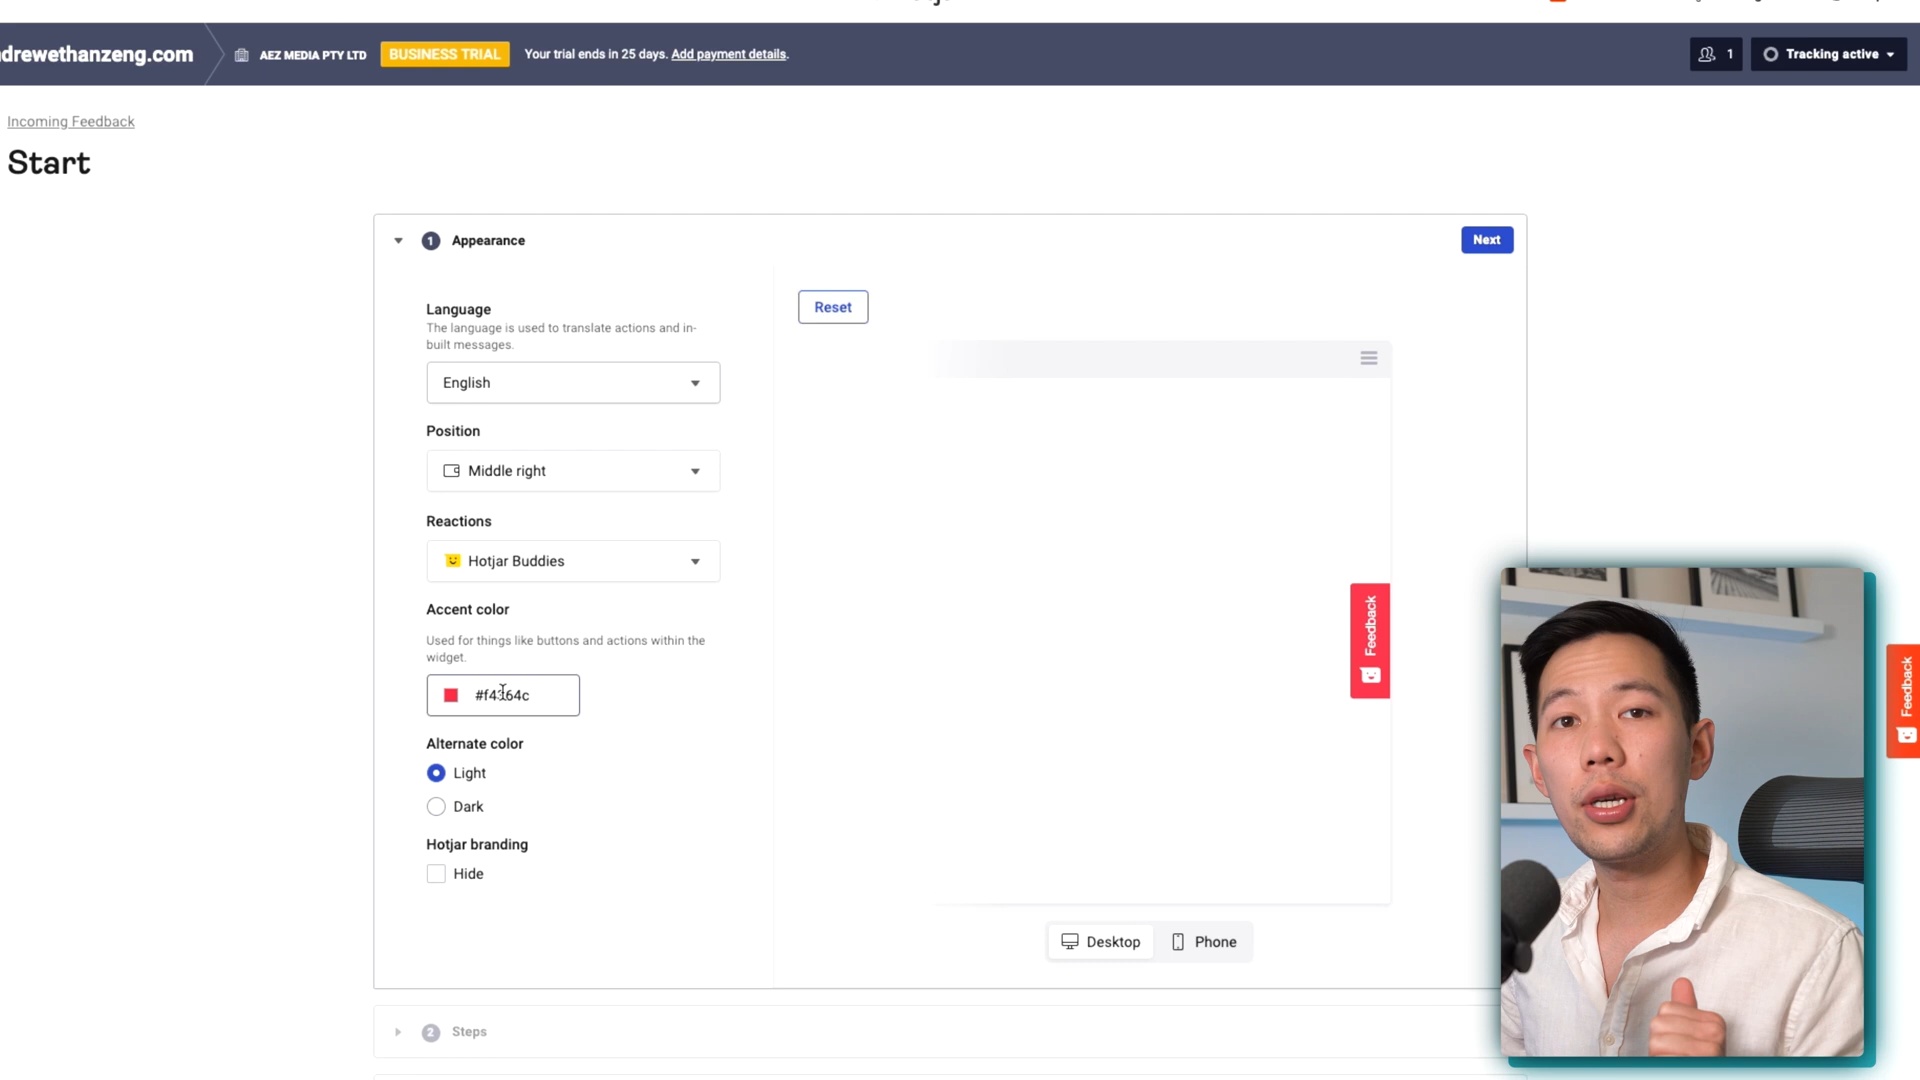 drewethanzeng.com
AEZ MEDIA PTY LTD
BUSINESS TRIAL
Your trial ends in 25 days. Add payment details.
1
Tracking active
Incoming Feedback
Start
1 Appearance
Next
Language
The language is used to translate actions and in-
built messages.
English
Position
Middle right
Reactions
Hotjar Buddies
Accent color
Used for things like buttons and actions within the
widget.
#f4364c
Alternate color
Light
Dark
Hotjar branding
Hide
Reset
Feedback
Desktop
Phone
Feedback
2 Steps